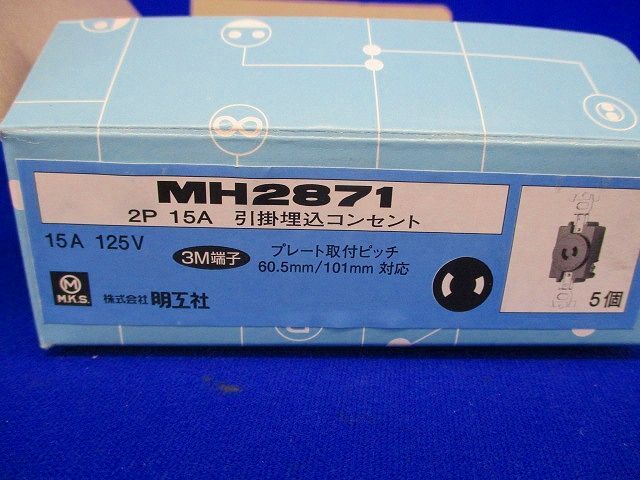 MH2871
2P 15A 引掛埋込コンセント
15A 125V
3M端子
プレート取付ピッチ
60.5mm/101mm 対応
M
M.K.S.
株式会社 明工社
5個